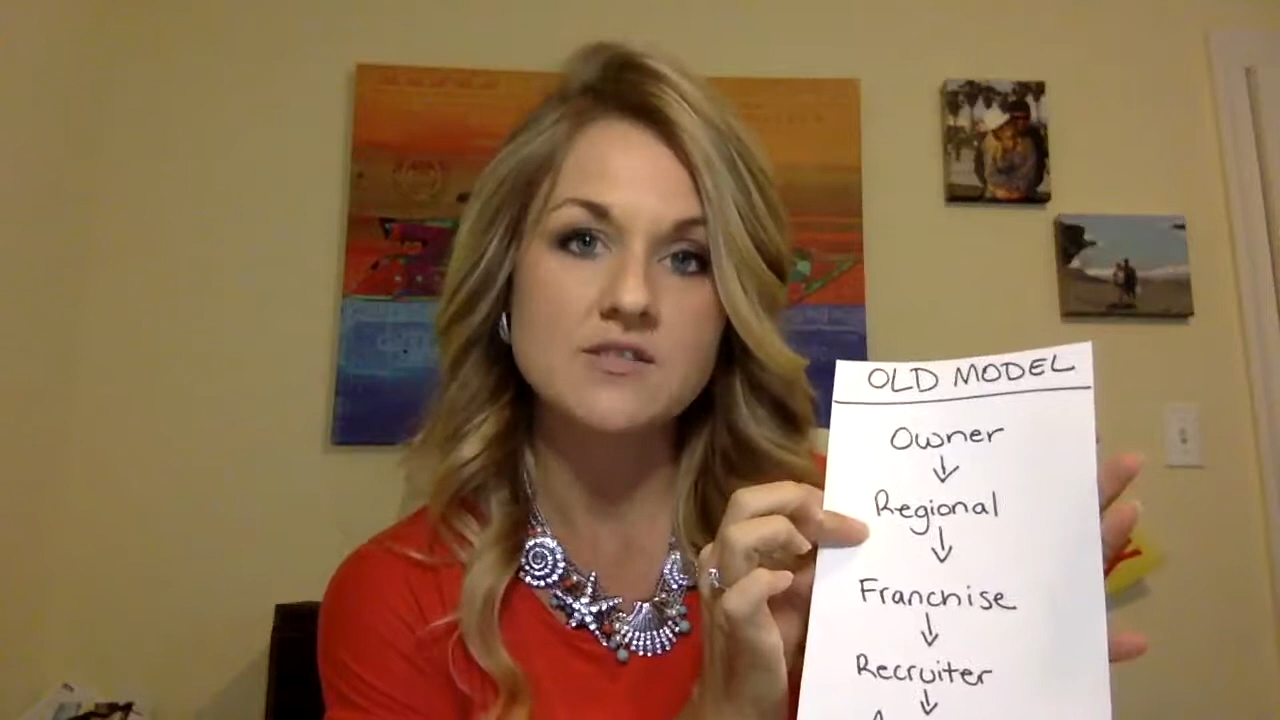 OLD MODEL
Owner
↓
Regional
↓
Franchise
↓
Recruiter
↓